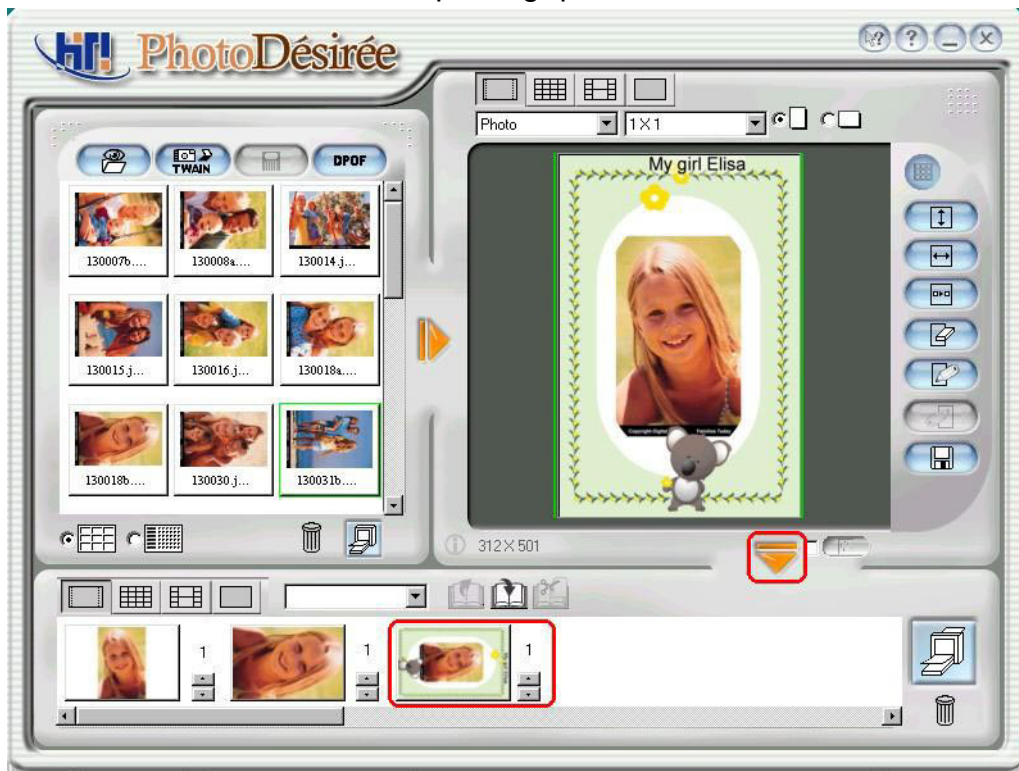 HiTi PhotoDésirée
TWAIN
DPOF
Photo
1X1
My girl Elisa
130007b....
130008a....
130014.j...
130015.j...
130016.j...
130018a....
130018b....
130030.j...
130031b....
312X501
1
1
1